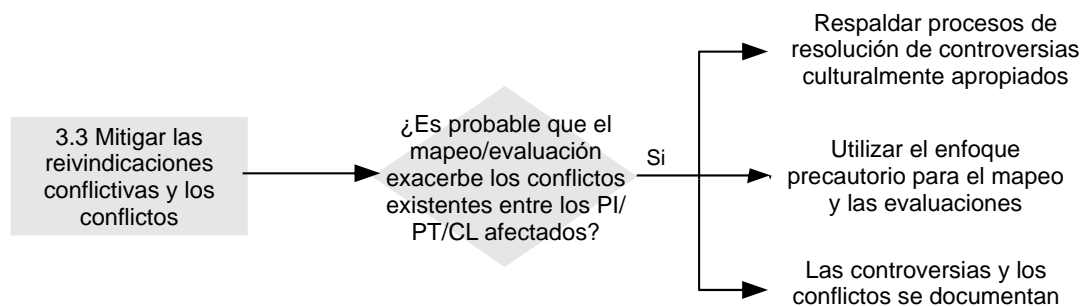 3.3 Mitigar las
reivindicaciones
conflictivas y los
conflictos
¿Es probable que el
mapeo/evaluación
exacerbe los conflictos
existentes entre los PI/
PT/CL afectados?
Si
Respaldar procesos de
resolución de controversias
culturalmente apropiados
Utilizar el enfoque
precautorio para el mapeo
y las evaluaciones
Las controversias y los
conflictos se documentan